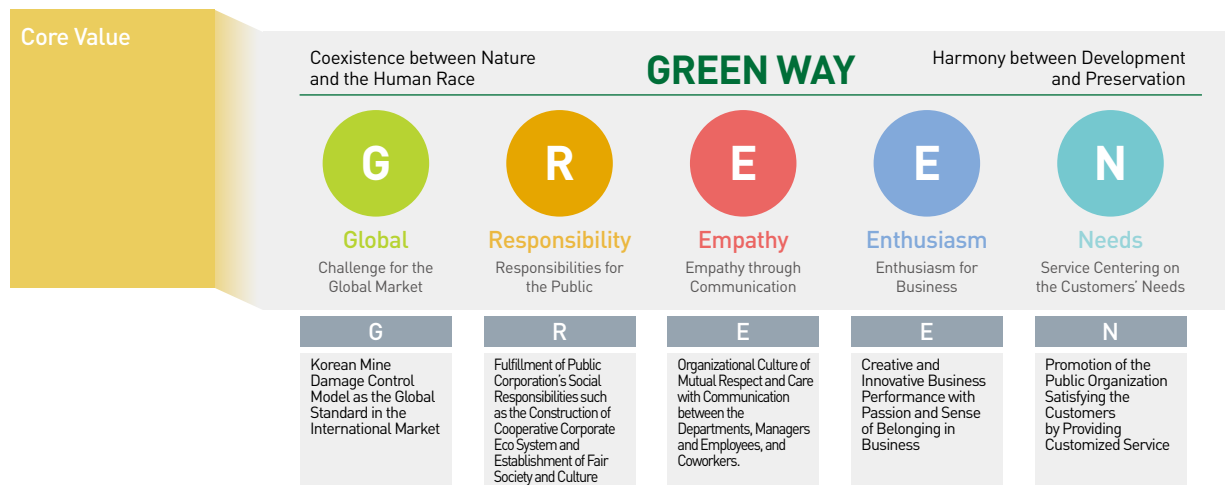 Core Value
Coexistence between Nature
and the Human Race
GREEN WAY
Harmony between Development
and Preservation
G
R
E
E
N
Global
Responsibility
Empathy
Enthusiasm
Needs
Challenge for the
Global Market
Responsibilities for
the Public
Empathy through
Communication
Enthusiasm for
Business
Service Centering on
the Customers' Needs
G
Korean Mine
Damage Control
Model as the Global
Standard in the
International Market
R
Fulfillment of Public
Corporation's Social
Responsibilities such
as the Construction of
Cooperative Corporate
Eco System and
Establishment of Fair
Society and Culture
E
Organizational Culture of
Mutual Respect and Care
with Communication
between the
Departments, Managers
and Employees, and
Coworkers.
E
Creative and
Innovative Business
Performance with
Passion and Sense
of Belonging in
Business
N
Promotion of the
Public Organization
Satisfying the
Customers
by Providing
Customized Service